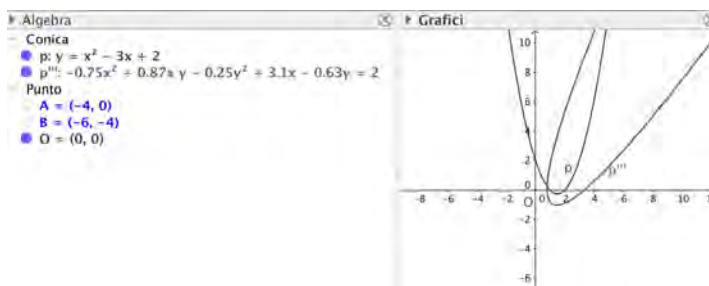 Algebra
Conica
p: y = x² − 3x + 2
p''': −0.75x² + 0.87x y − 0.25y² + 3.1x − 0.63y = 2
Punto
A = (−4, 0)
B = (−6, −4)
O = (0, 0)
Grafici
10
8
6
4
2
0
-2
-4
-6
-8 -6 -4 -2 0 2 4 6 8 10 12
O
p
p'''